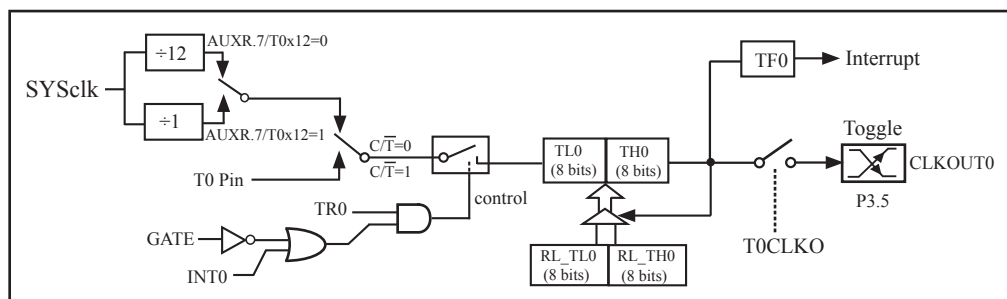 SYSclk
÷12
AUXR.7/T0x12=0
÷1
AUXR.7/T0x12=1
T0 Pin
C/T̅=0
C/T̅=1
GATE
INT0
TR0
control
TL0
(8 bits)
TH0
(8 bits)
RL_TL0
(8 bits)
RL_TH0
(8 bits)
TF0
Interrupt
Toggle
CLKOUT0
P3.5
T0CLKO